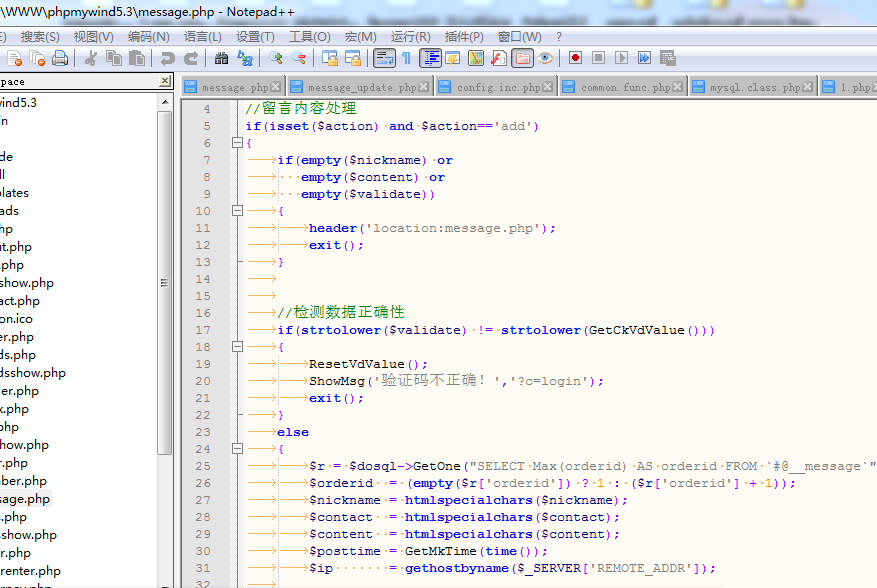 \WWW\phpmywind5.3\message.php - Notepad++
搜索(S) 视图(V) 编码(N) 语言(L) 设置(T) 工具(O) 宏(M) 运行(R) 插件(P) 窗口(W) ?
pace
message.php message_update.php config.inc.php common.func.php mysql.class.php 1.php
wind5.3
in
de
ll
plates
ads
hp
ut.php
.php
show.php
act.php
on.ico
er.php
ds.php
dsshow.php
der.php
x.php
.php
how.php
r.php
nber.php
sage.php
s.php
sshow.php
r.php
renter.php
4 //留言内容处理
5 if(isset($action) and $action=='add')
6 {
7 if(empty($nickname) or
8 empty($content) or
9 empty($validate))
10 {
11 header('location:message.php');
12 exit();
13 }
14
15
16 //检测数据正确性
17 if(strtolower($validate) != strtolower(GetCkVdValue()))
18 {
19 ResetVdValue();
20 ShowMsg('验证码不正确！','?c=login');
21 exit();
22 }
23 else
24 {
25 $r = $dosql->GetOne("SELECT Max(orderid) AS orderid FROM `#@__message`"
26 $orderid = (empty($r['orderid']) ? 1 : ($r['orderid'] + 1));
27 $nickname = htmlspecialchars($nickname);
28 $contact = htmlspecialchars($contact);
29 $content = htmlspecialchars($content);
30 $posttime = GetMkTime(time());
31 $ip = gethostbyname($_SERVER['REMOTE_ADDR']);
32